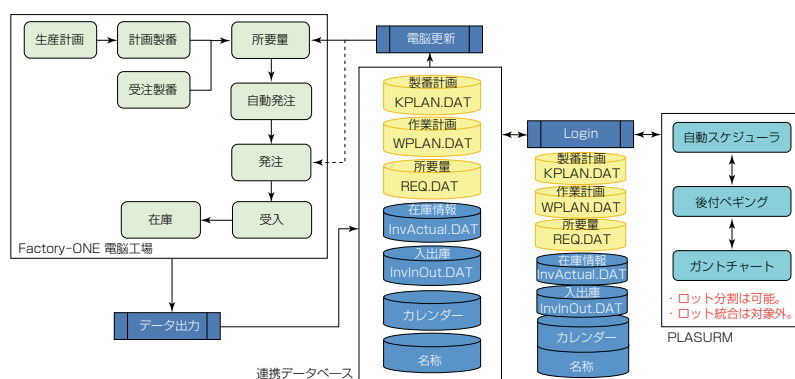 生産計画
計画製番
所要量
電脳更新
受注製番
自動発注
発注
在庫
受入
Factory-ONE 電脳工場
データ出力
製番計画
KPLAN.DAT
作業計画
WPLAN.DAT
所要量
REQ.DAT
在庫情報
InvActual.DAT
入出庫
InvInOut.DAT
カレンダー
名称
連携データベース
Login
製番計画
KPLAN.DAT
作業計画
WPLAN.DAT
所要量
REQ.DAT
在庫情報
InvActual.DAT
入出庫
InvInOut.DAT
カレンダー
名称
自動スケジューラ
後付ペギング
ガントチャート
・ロット分割は可能。
・ロット統合は対象外。
PLASURM